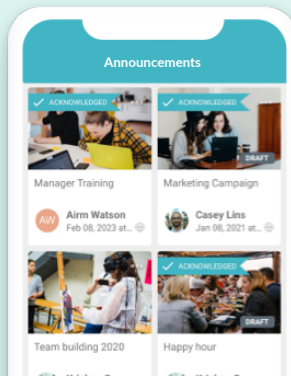 Announcements
ACKNOWLEDGED
ACKNOWLEDGED
DRAFT
Manager Training
Marketing Campaign
AW
Airm Watson
Feb 08, 2023 at...
Casey Lins
Jan 08, 2021 at...
ACKNOWLEDGED
DRAFT
Team building 2020
Happy hour